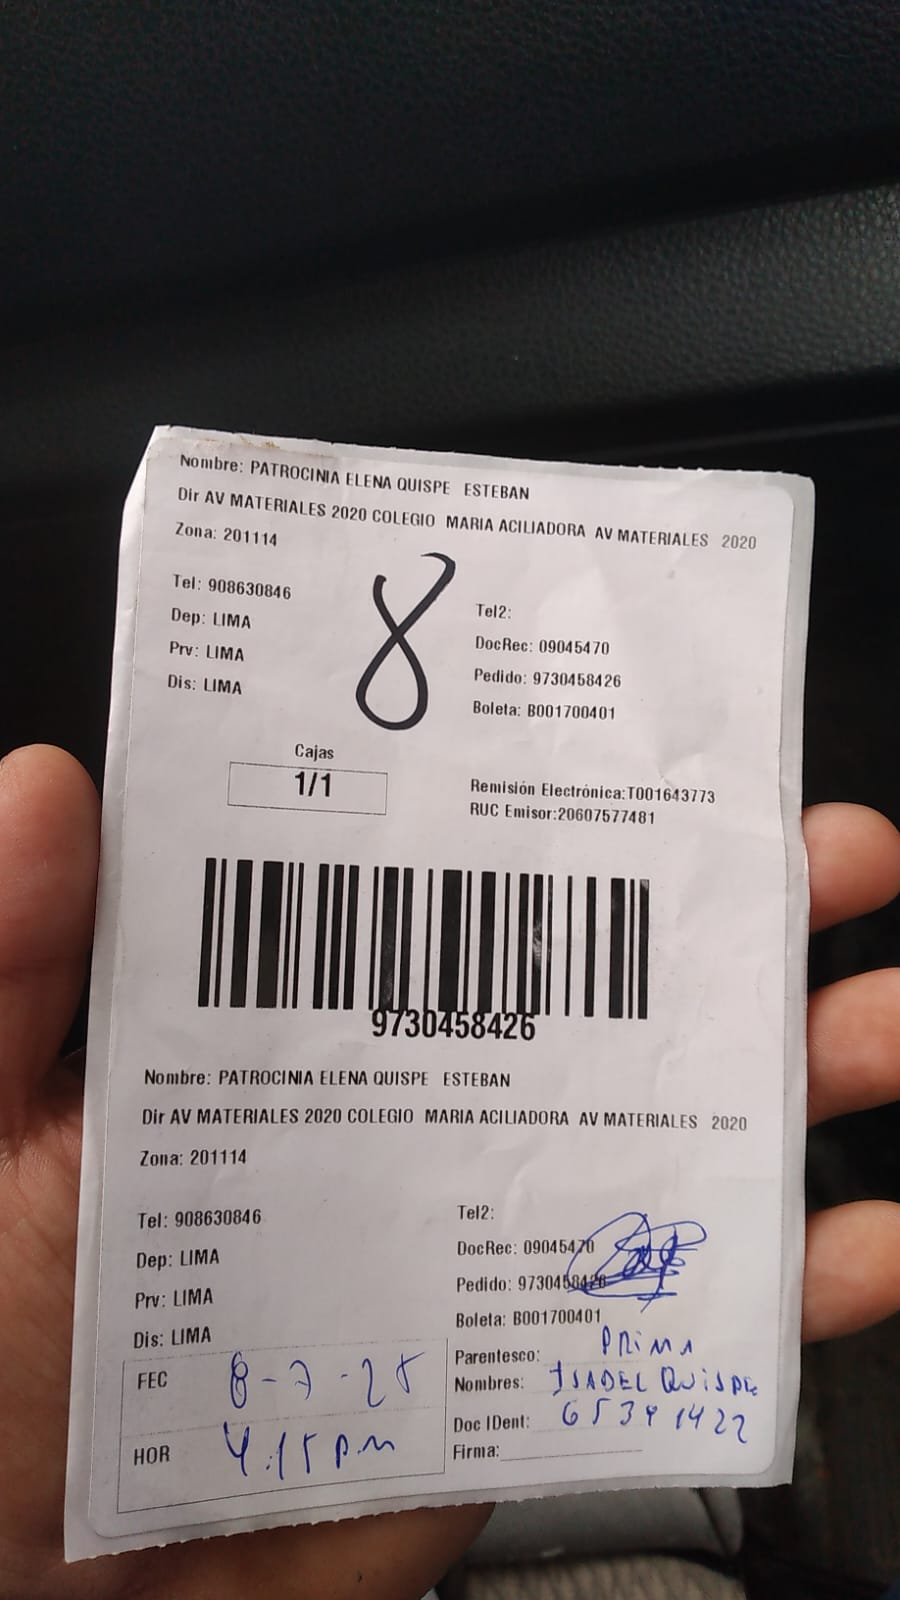 Nombre: PATROCINIA ELENA QUISPE ESTEBAN
Dir AV MATERIALES 2020 COLEGIO MARIA ACILIADORA AV MATERIALES 2020
Zona: 201114
8
Tel: 908630846
Tel2:
Dep: LIMA
DocRec: 09045470
Prv: LIMA
Pedido: 9730458426
Dis: LIMA
Boleta: B001700401
Cajas
1/1
Remisión Electrónica:T001643773
RUC Emisor:20607577481
9730458426
Nombre: PATROCINIA ELENA QUISPE ESTEBAN
Dir AV MATERIALES 2020 COLEGIO MARIA ACILIADORA AV MATERIALES 2020
Zona: 201114
Tel: 908630846
Tel2:
Dep: LIMA
DocRec: 09045470
Prv: LIMA
Pedido: 9730458426
Dis: LIMA
Boleta: B001700401
FEC 8-7-25
Parentesco: PRIMA
Nombres: ISABEL QUISPE
HOR 4:15 pm
Doc IDent:
Firma: